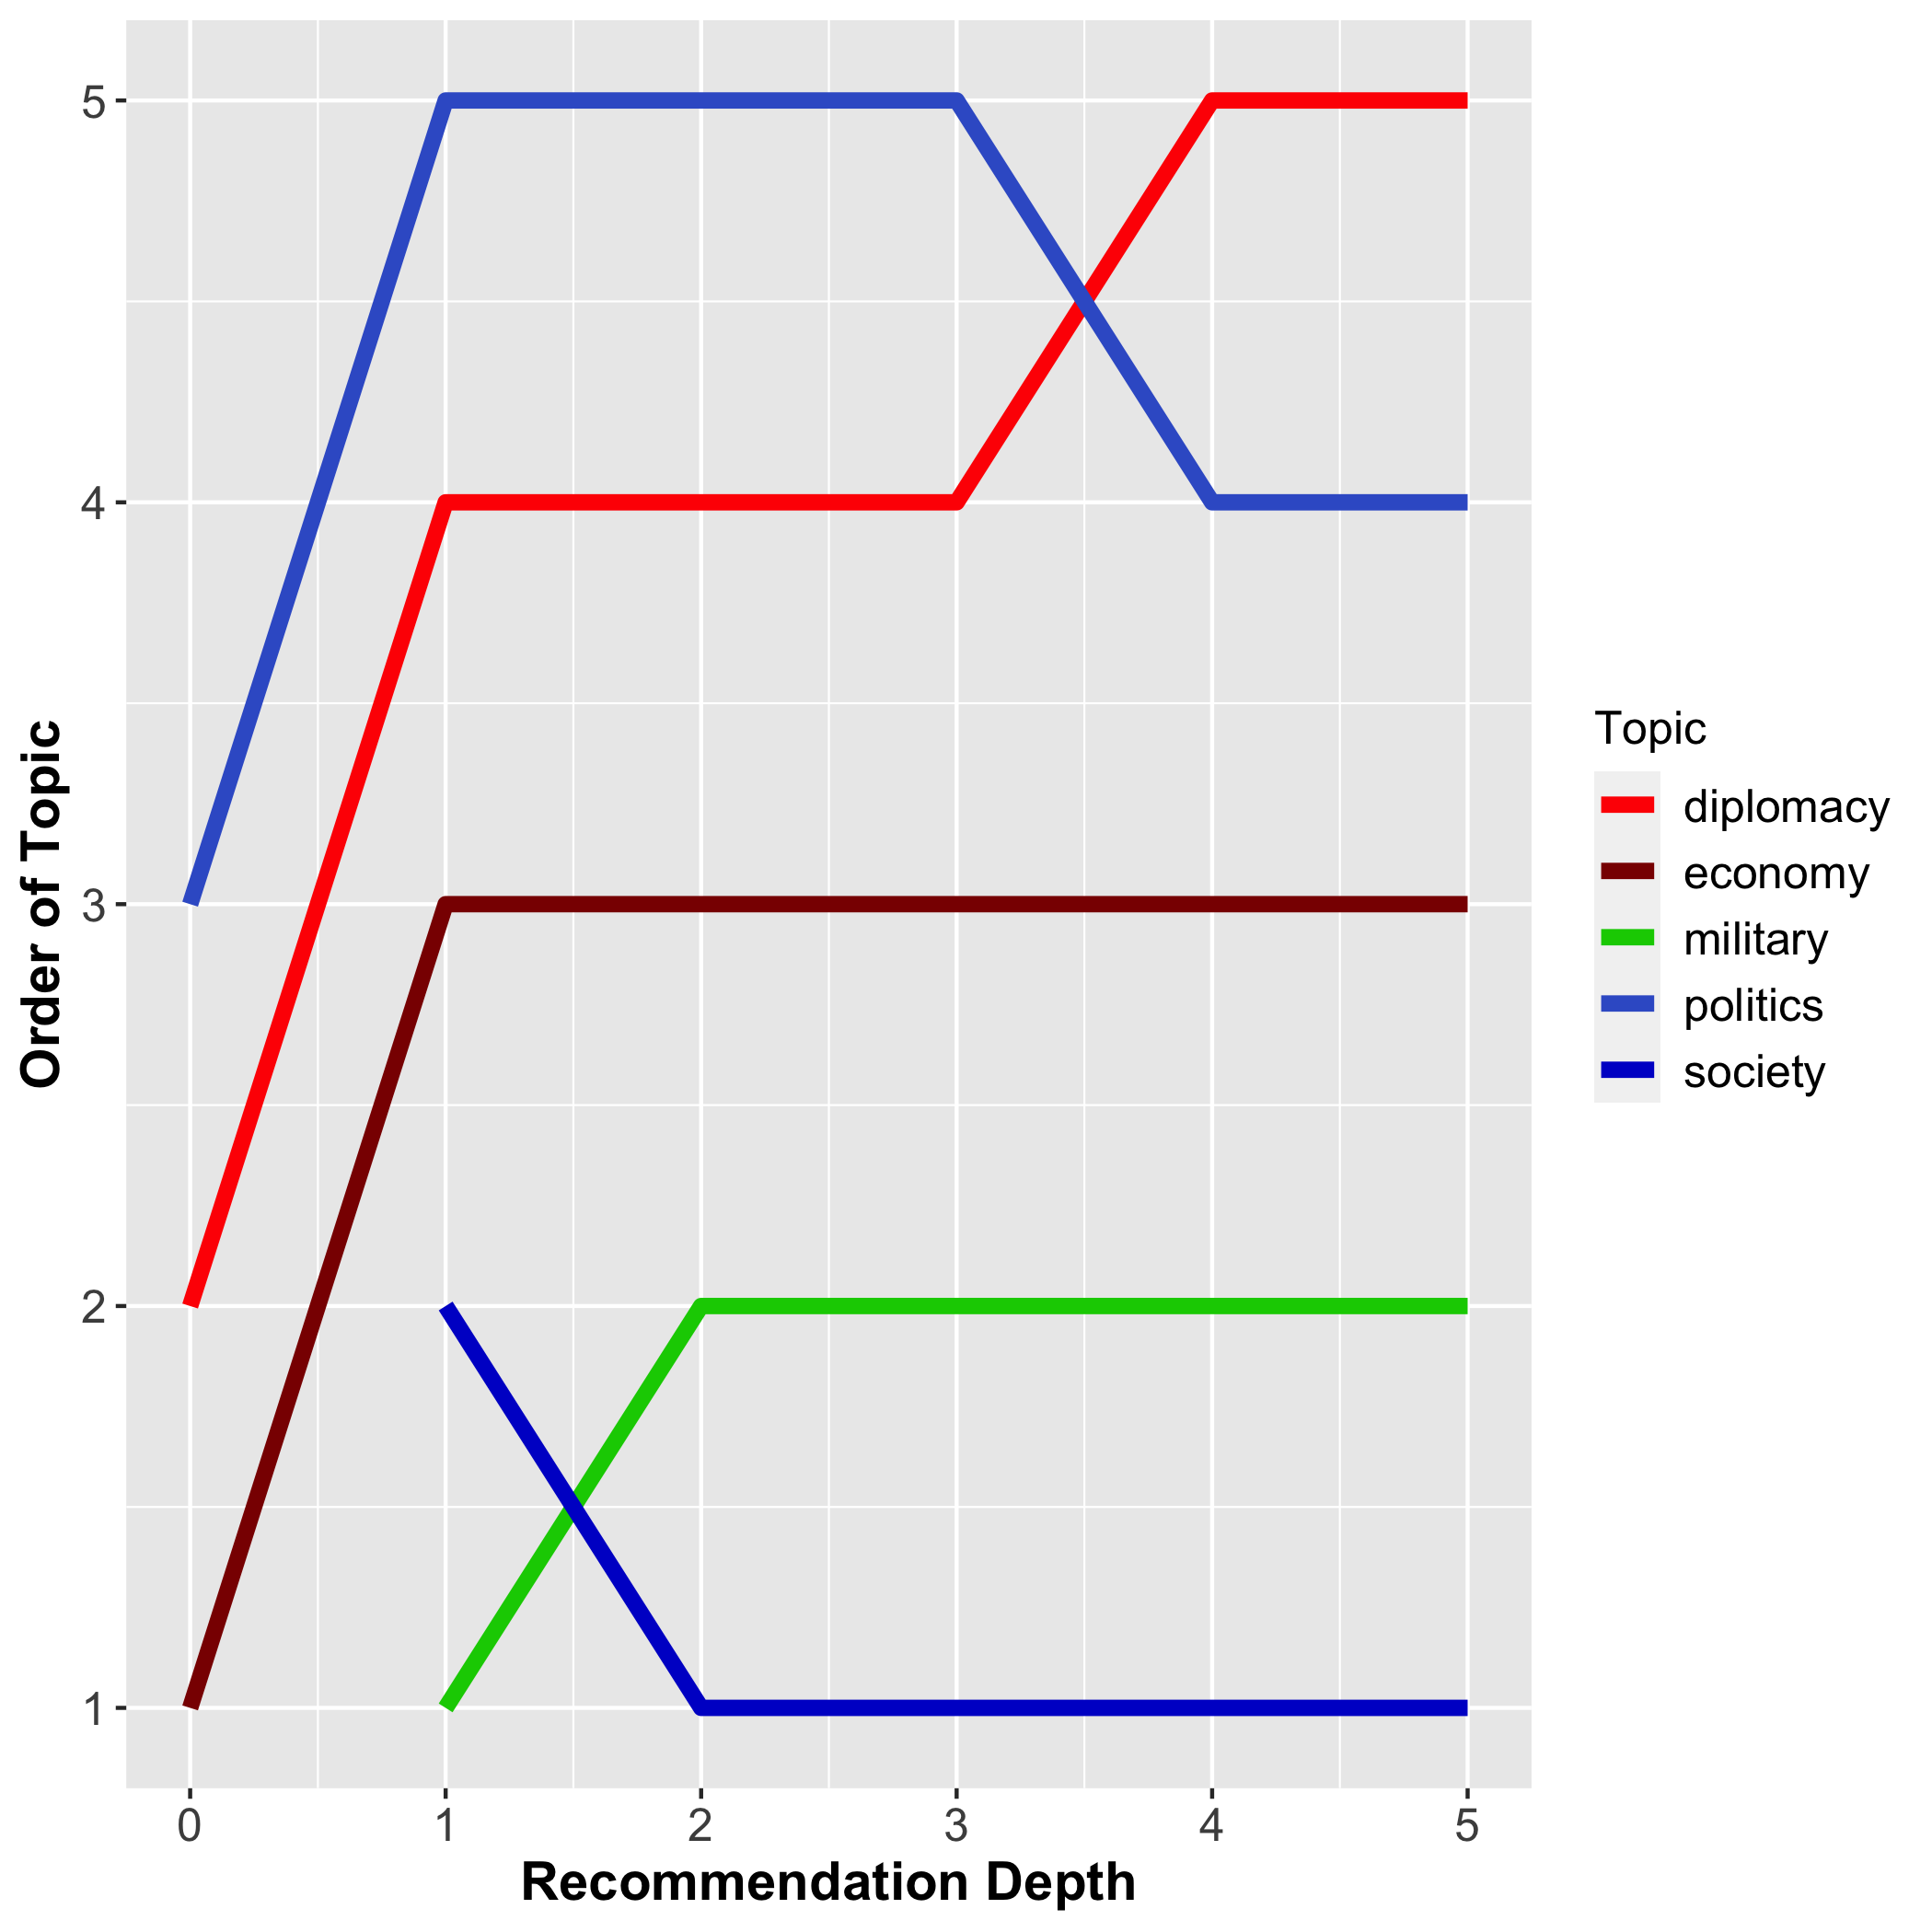 5
4
3
2
1
Order of Topic
0 1 2 3 4 5
Recommendation Depth
Topic
diplomacy
economy
military
politics
society